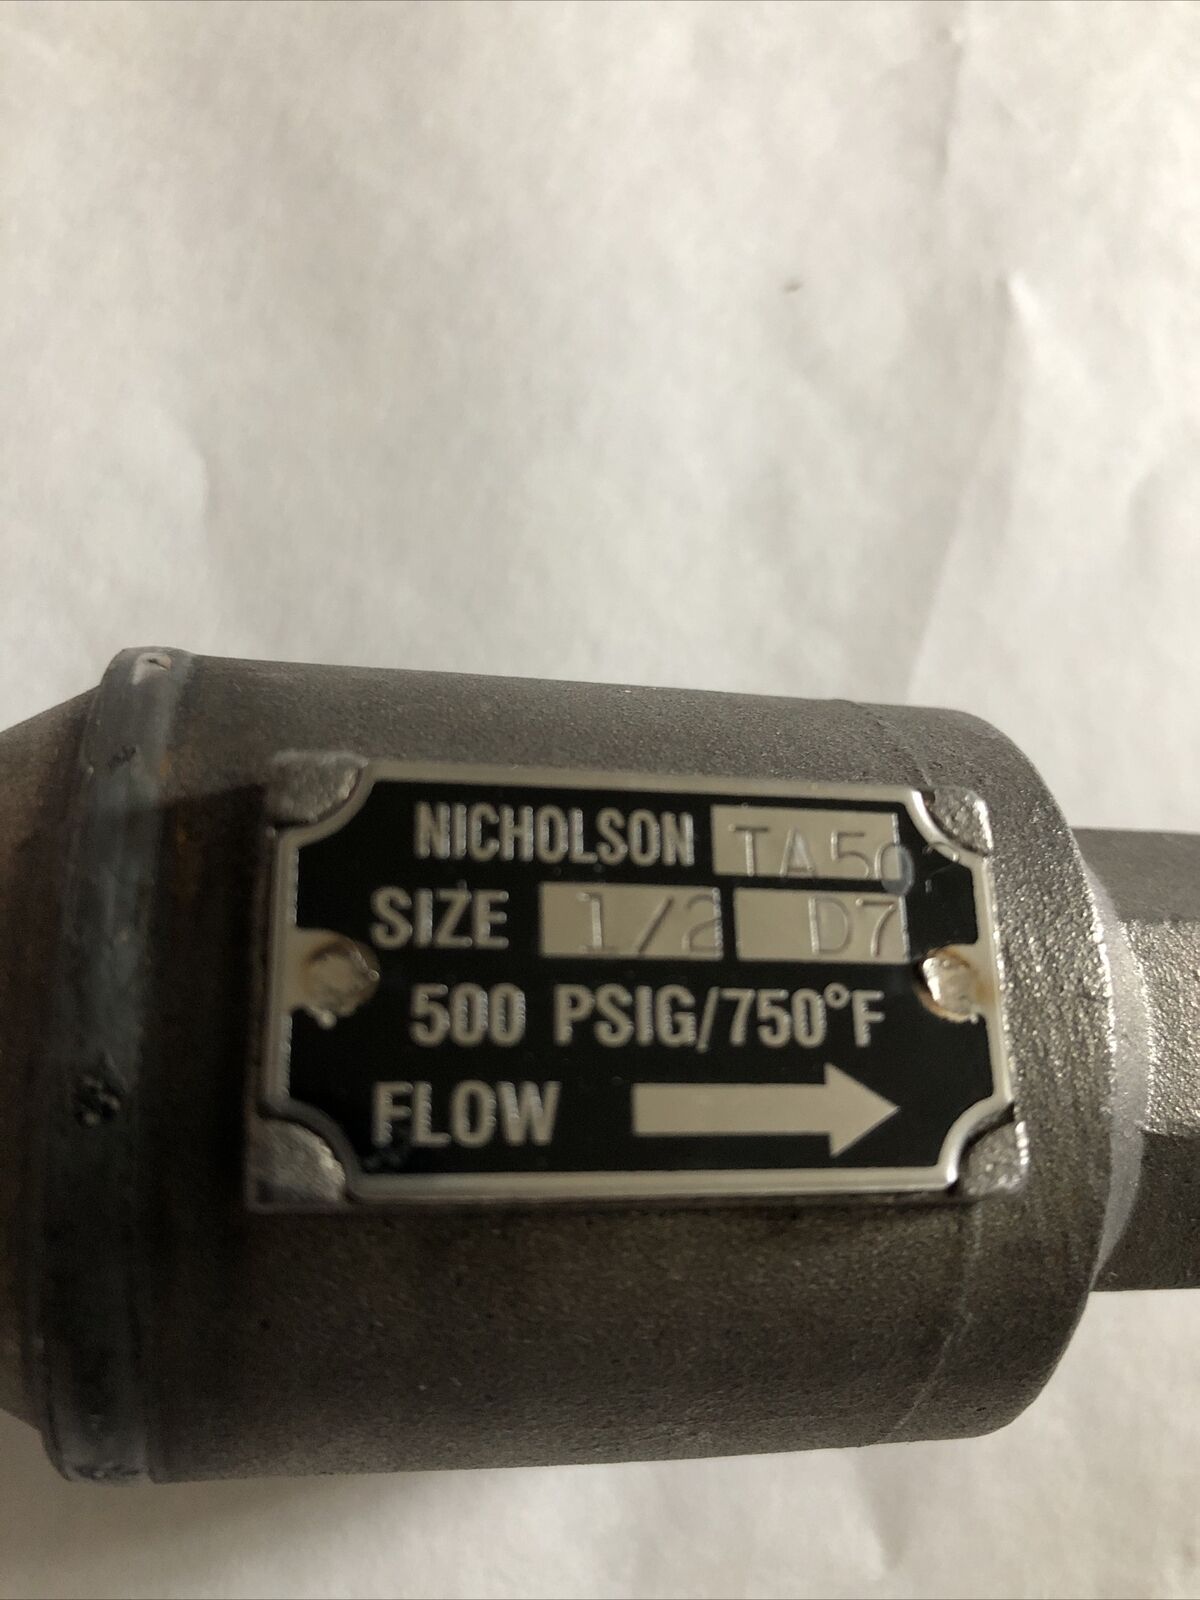 NICHOLSON TA50
SIZE 1/2 D7
500 PSIG/750°F
FLOW